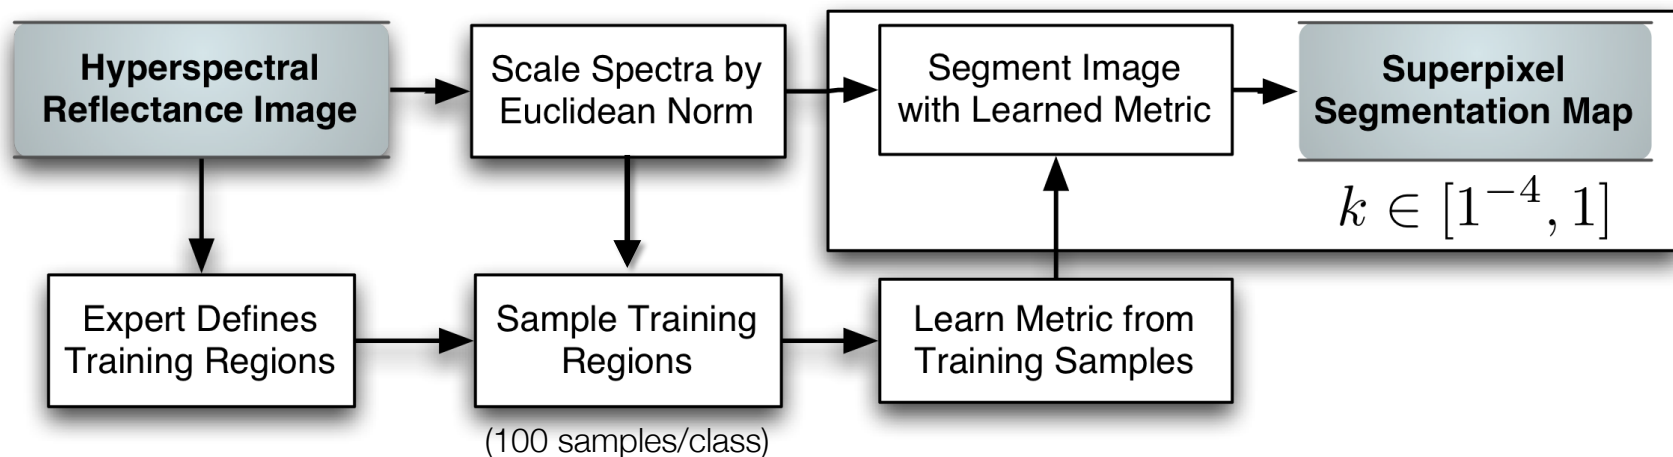 Hyperspectral
Reflectance Image
Scale Spectra by
Euclidean Norm
Segment Image
with Learned Metric
Superpixel
Segmentation Map
k ∈ [1⁻⁴, 1]
Expert Defines
Training Regions
Sample Training
Regions
Learn Metric from
Training Samples
(100 samples/class)